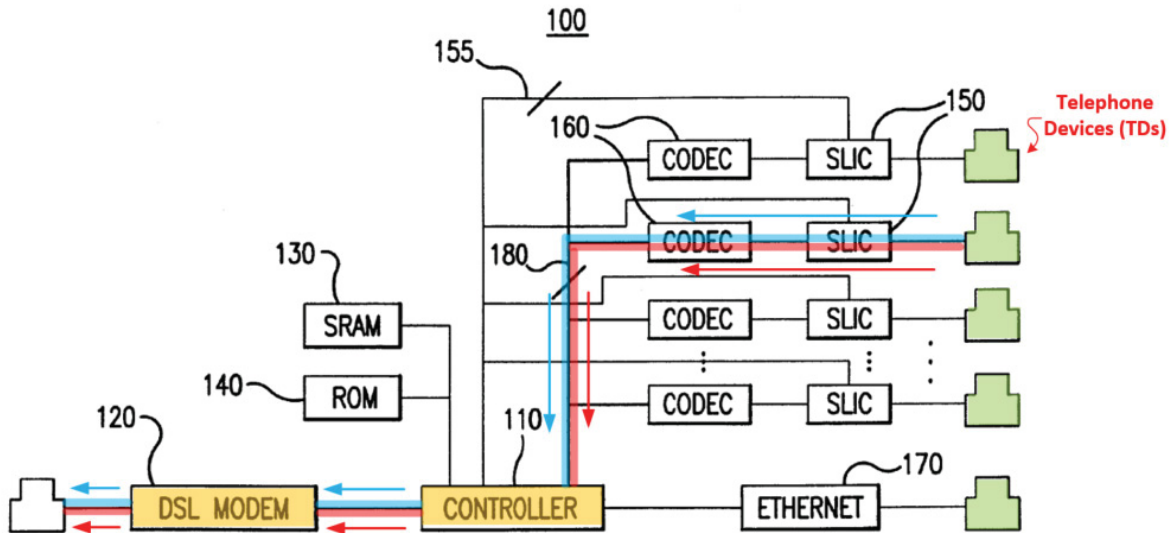 100
155
160
150
Telephone
Devices (TDs)
CODEC
SLIC
CODEC
SLIC
180
130
SRAM
CODEC
SLIC
140
ROM
CODEC
SLIC
120
110
170
DSL MODEM
CONTROLLER
ETHERNET